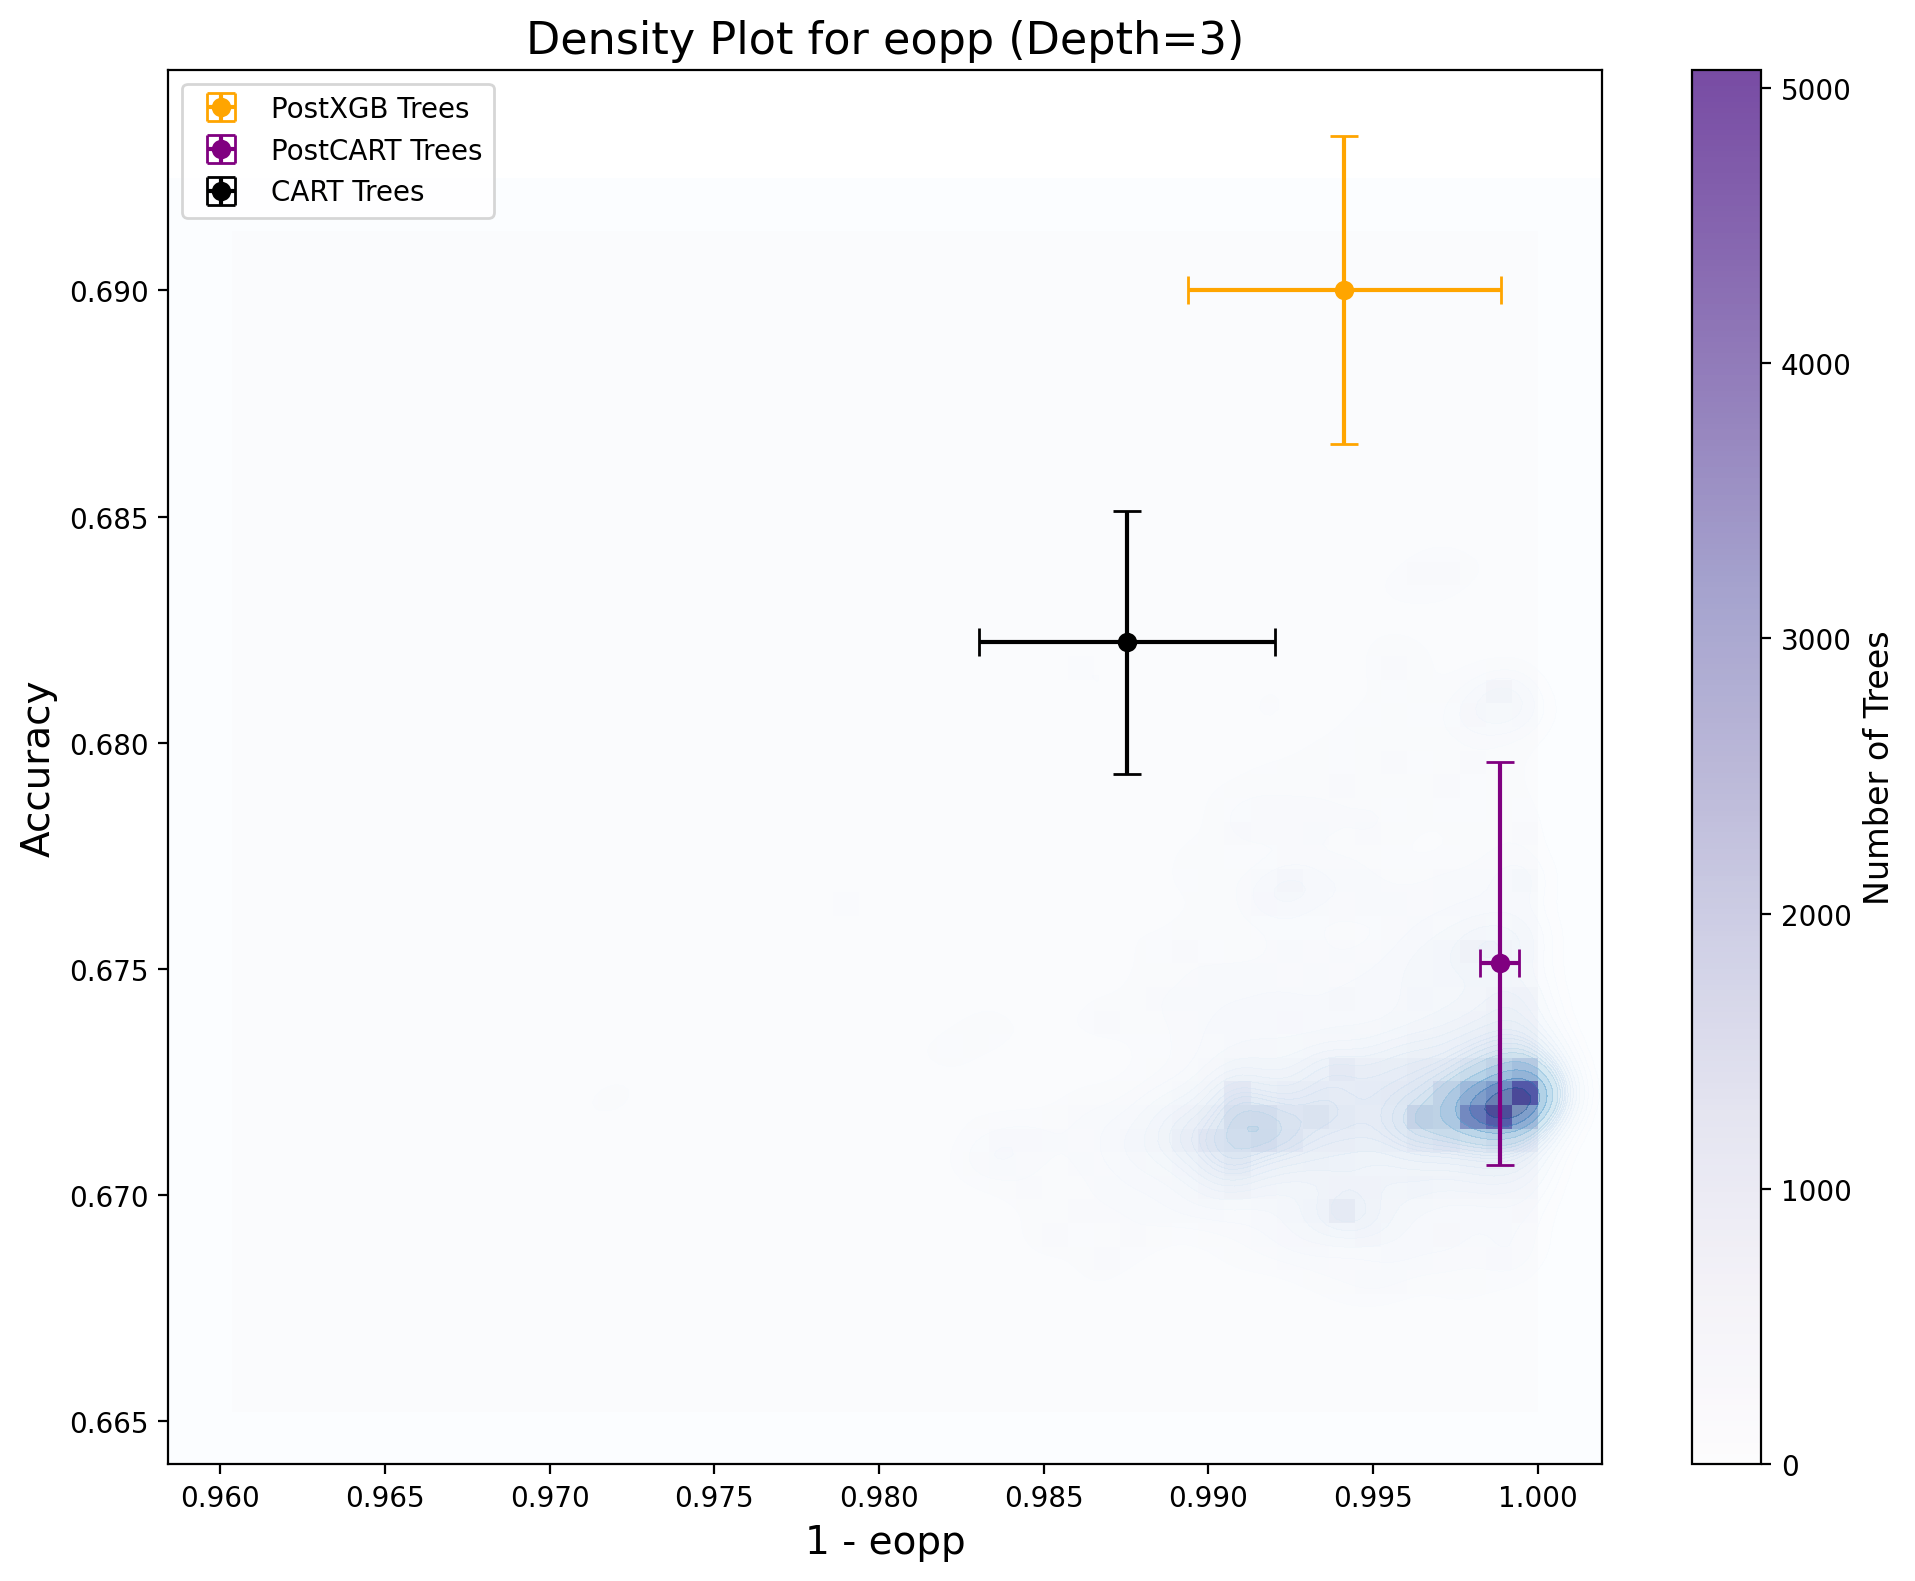 Density Plot for eopp (Depth=3)
PostXGB Trees
PostCART Trees
CART Trees
Accuracy
0.690
0.685
0.680
0.675
0.670
0.665
0.960 0.965 0.970 0.975 0.980 0.985 0.990 0.995 1.000
1 - eopp
5000
4000
3000
2000
1000
0
Number of Trees